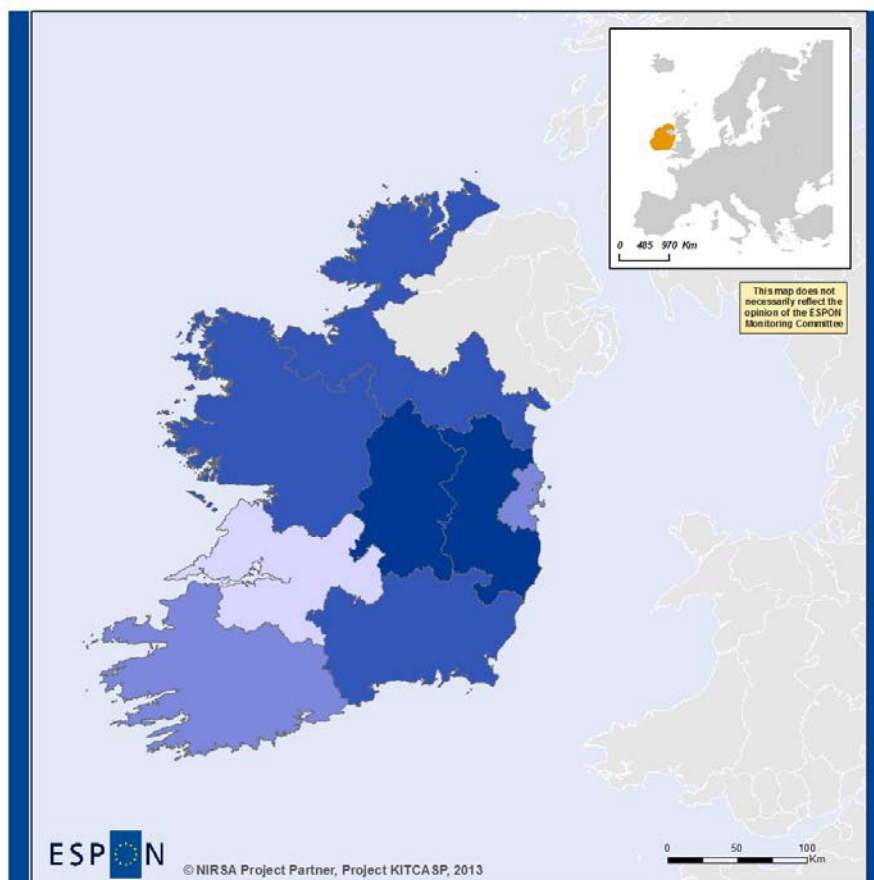 0 485 970 Km
This map does not
necessarily reflect the
opinion of the ESPON
Monitoring Committee
ESPON
© NIRSA Project Partner, Project KITCASP, 2013
0 50 100
Km